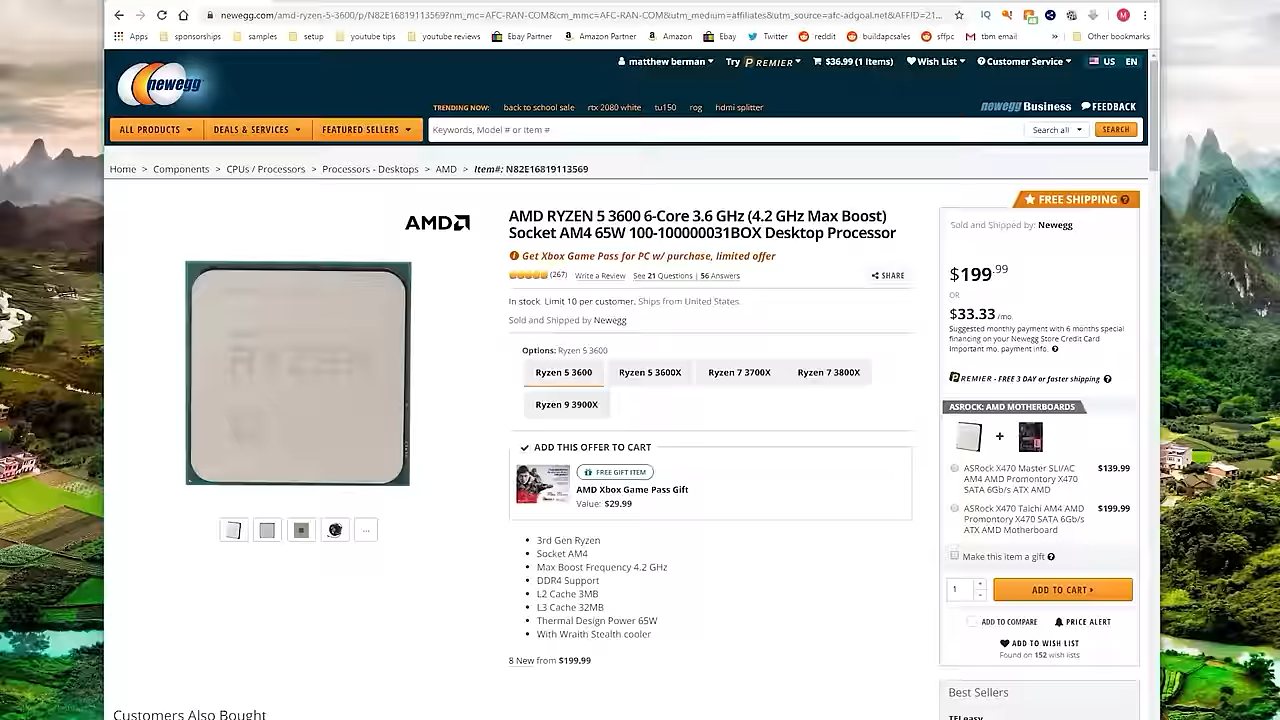 newegg.com/amd-ryzen-5-3600/p/N82E16819113569?nm_mc=AFC-RAN-COM&cm_mmc=AFC-RAN-COM&utm_medium=affiliate&utm_source=afc-adgoal.net&AFFID=21...
IQ
M
Apps sponsorships samples setup youtube tips youtube reviews Ebay Partner Amazon Partner Amazon Ebay Twitter reddit buildapcsales sffpc tbm email » Other bookmarks
newegg
matthew berman Try PREMIER $36.99 (1 Items) Wish List Customer Service US EN
TRENDING NOW: back to school sale rtx 2080 white tu150 rog hdmi splitter
newegg Business FEEDBACK
ALL PRODUCTS DEALS & SERVICES FEATURED SELLERS Keywords, Model # or Item # Search all SEARCH
Home > Components > CPUs / Processors > Processors - Desktops > AMD > Item#: N82E16819113569
AMD
AMD RYZEN 5 3600 6-Core 3.6 GHz (4.2 GHz Max Boost)
Socket AM4 65W 100-100000031BOX Desktop Processor
Get Xbox Game Pass for PC w/ purchase, limited offer
(267) Write a Review See 21 Questions | 56 Answers SHARE
In stock. Limit 10 per customer. Ships from United States.
Sold and Shipped by Newegg
Options: Ryzen 5 3600
Ryzen 5 3600 Ryzen 5 3600X Ryzen 7 3700X Ryzen 7 3800X
Ryzen 9 3900X
ADD THIS OFFER TO CART
FREE GIFT ITEM
AMD Xbox Game Pass Gift
Value: $29.99
• 3rd Gen Ryzen
• Socket AM4
• Max Boost Frequency 4.2 GHz
• DDR4 Support
• L2 Cache 3MB
• L3 Cache 32MB
• Thermal Design Power 65W
• With Wraith Stealth cooler
8 New from $199.99
Customers Also Bought
FREE SHIPPING
Sold and Shipped by: Newegg
$199.99
OR
$33.33 /mo.
Suggested monthly payment with 6 months special
financing on your Newegg Store Credit Card
Important mo. payment info.
PREMIER - FREE 3 DAY or faster shipping
ASROCK: AMD MOTHERBOARDS
+
ASRock X470 Master SLI/AC $139.99
AM4 AMD Promontory X470
SATA 6Gb/s ATX AMD
ASRock X470 Taichi AM4 AMD $199.99
Promontory X470 SATA 6Gb/s
ATX AMD Motherboard
Make this item a gift
1 ADD TO CART
ADD TO COMPARE PRICE ALERT
ADD TO WISH LIST
Found on 152 wish lists
Best Sellers
TEleasy